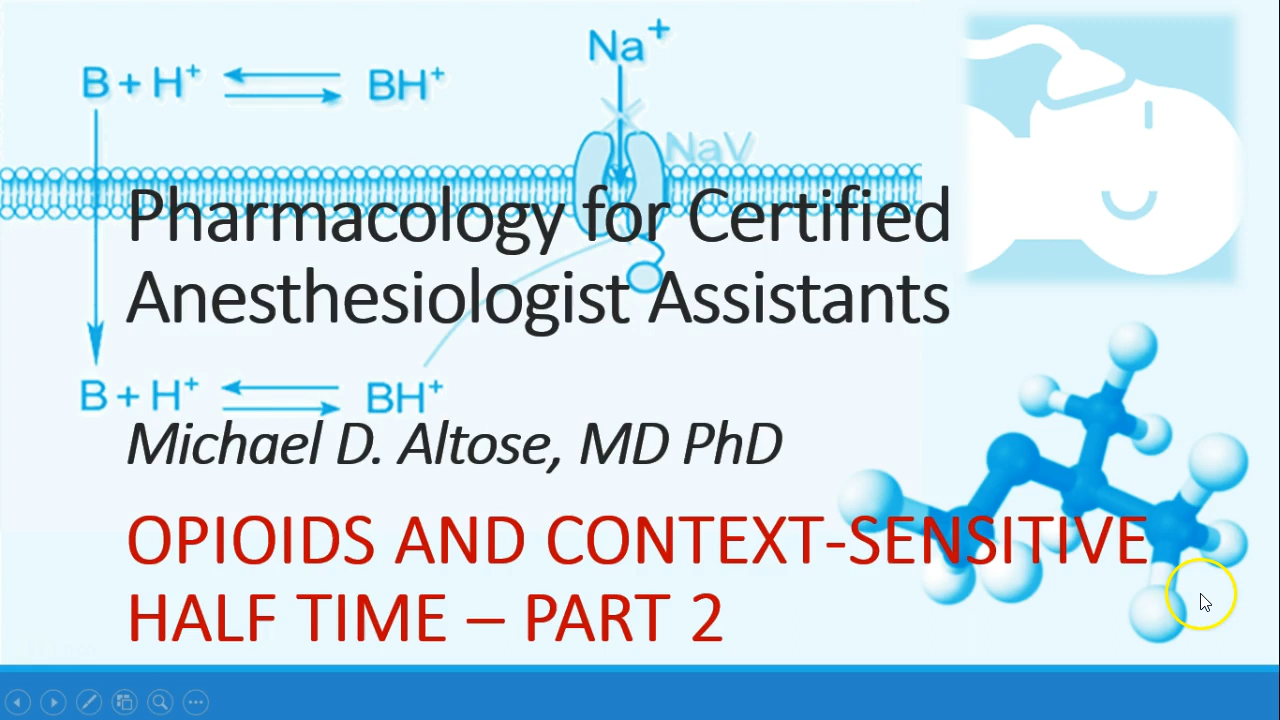 Na⁺
B + H⁺ BH⁺
NaV
Pharmacology for Certified
Anesthesiologist Assistants
B + H⁺ BH⁺
Michael D. Altose, MD PhD
OPIOIDS AND CONTEXT-SENSITIVE
HALF TIME – PART 2